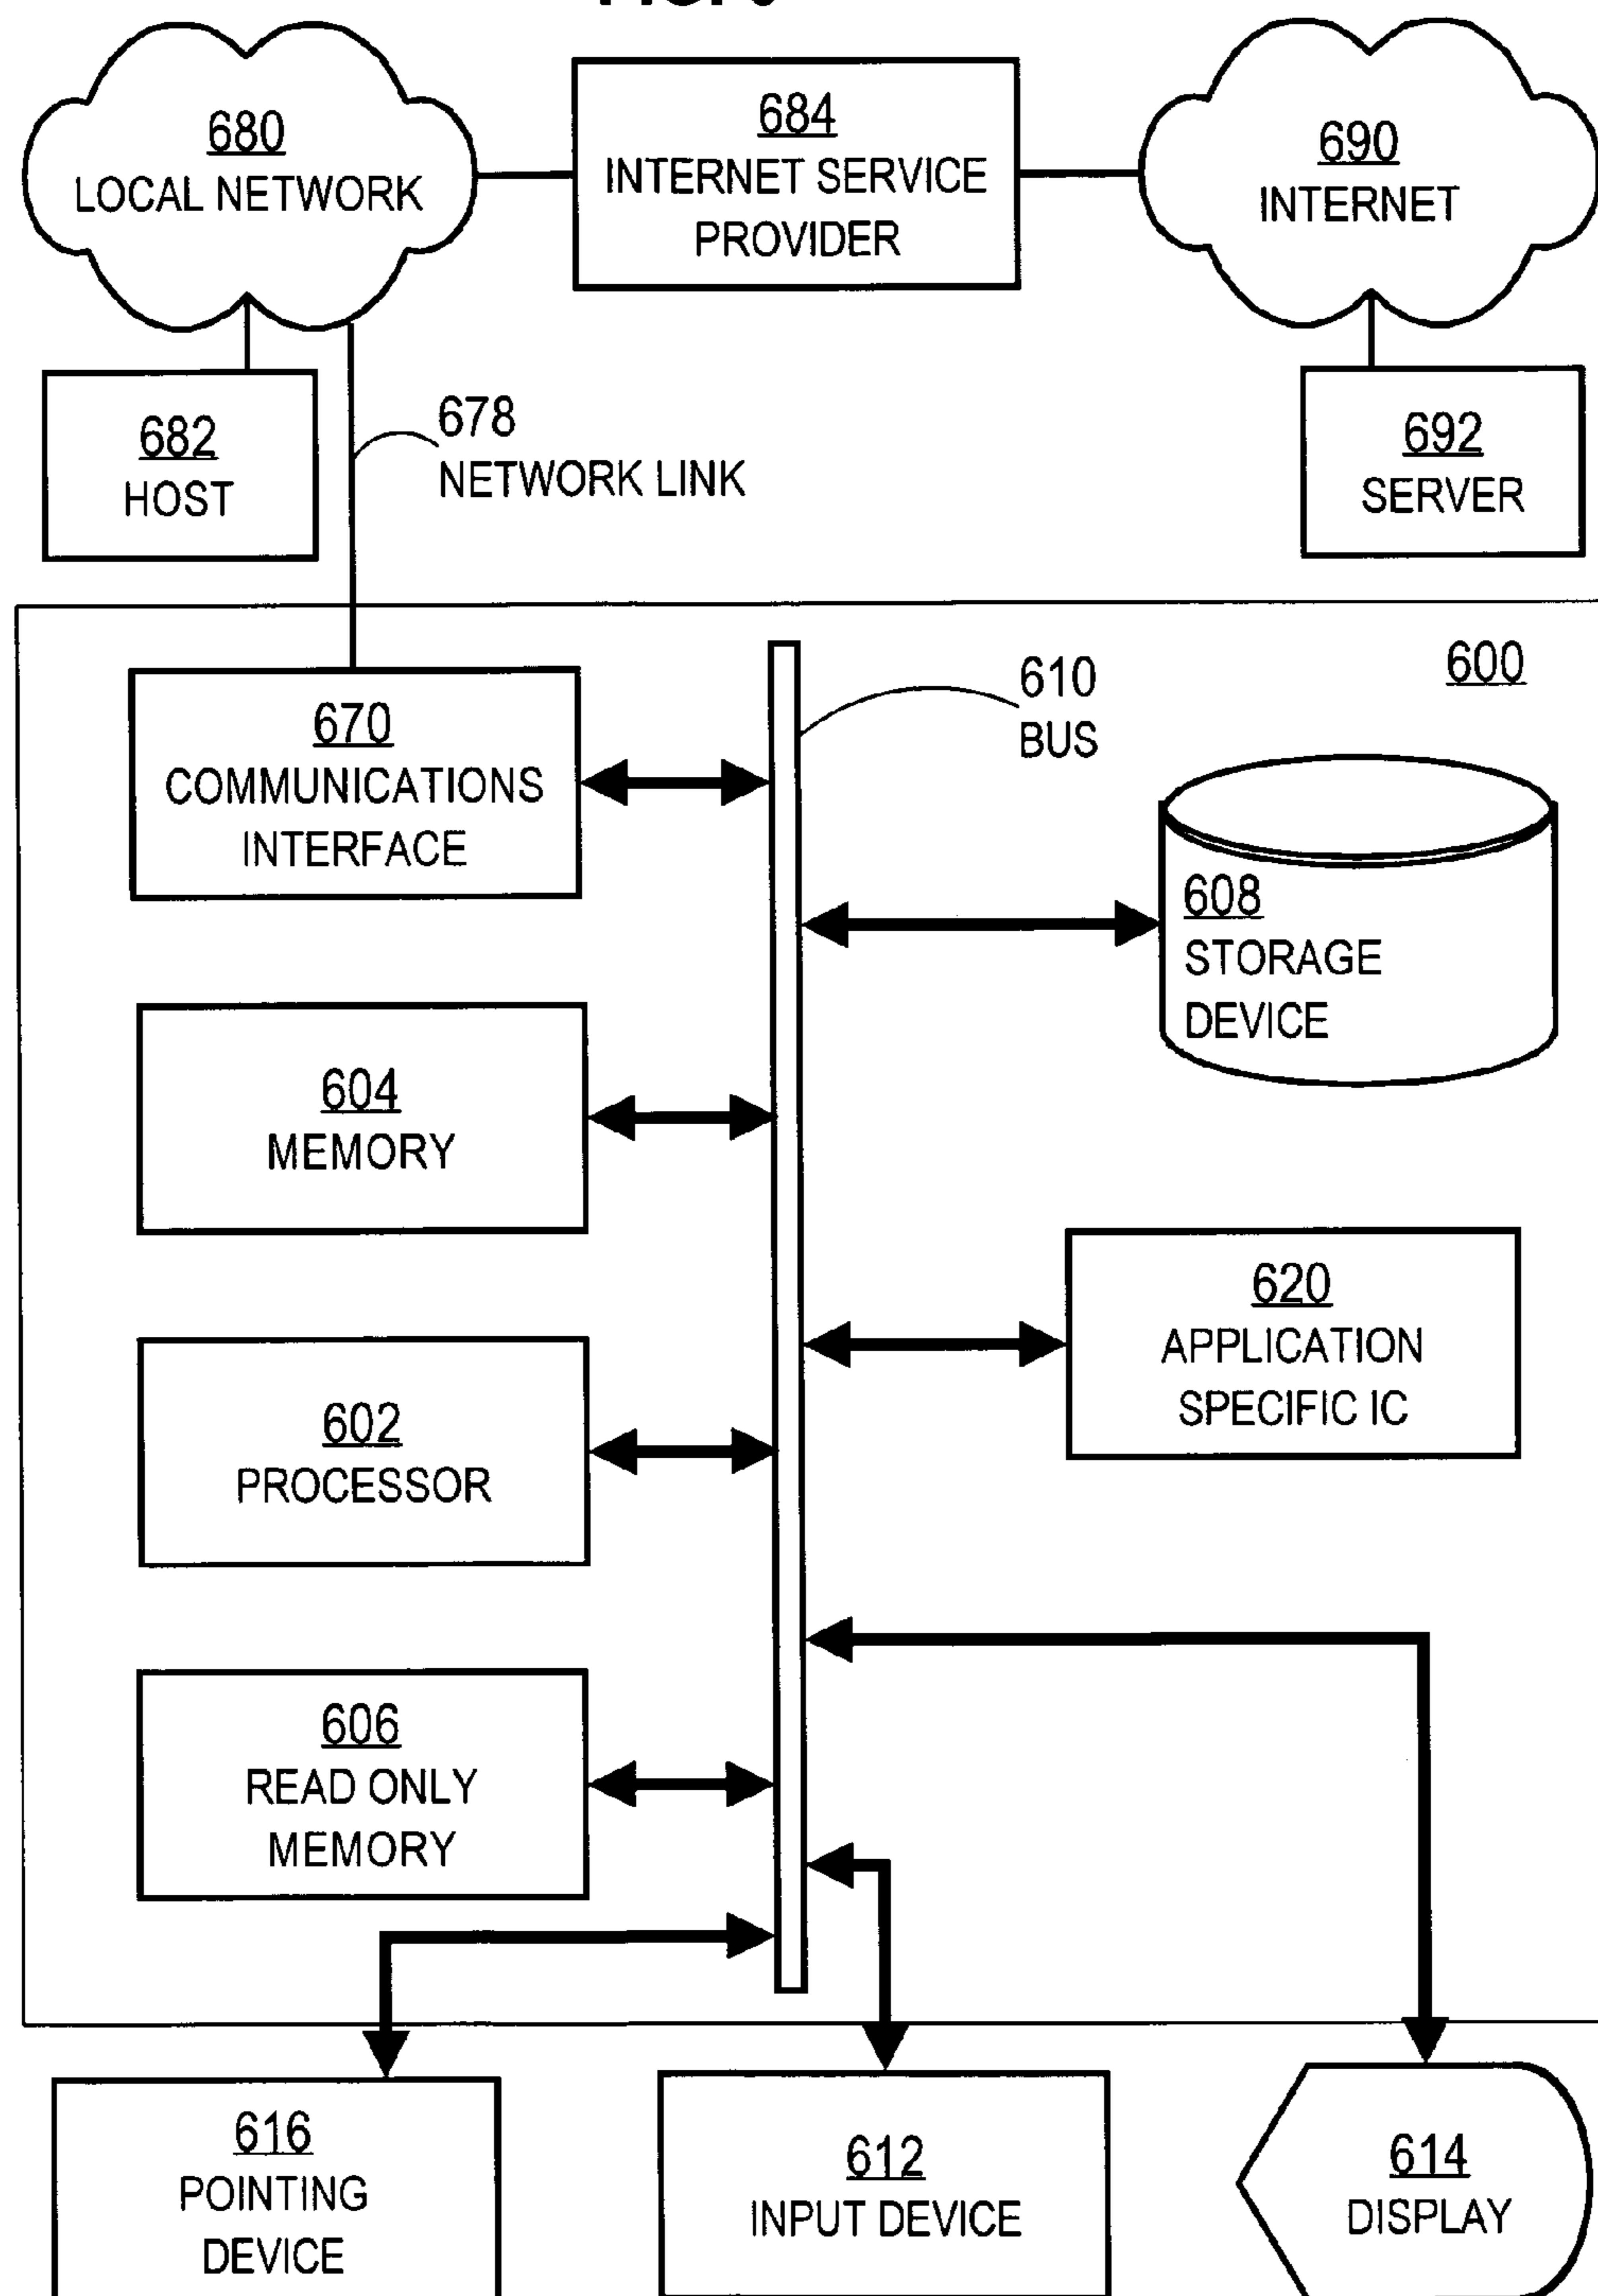 680
LOCAL NETWORK
684
INTERNET SERVICE
PROVIDER
690
INTERNET
682
HOST
678
NETWORK LINK
692
SERVER
600
670
COMMUNICATIONS
INTERFACE
610
BUS
608
STORAGE
DEVICE
604
MEMORY
620
APPLICATION
SPECIFIC IC
602
PROCESSOR
606
READ ONLY
MEMORY
616
POINTING
DEVICE
612
INPUT DEVICE
614
DISPLAY